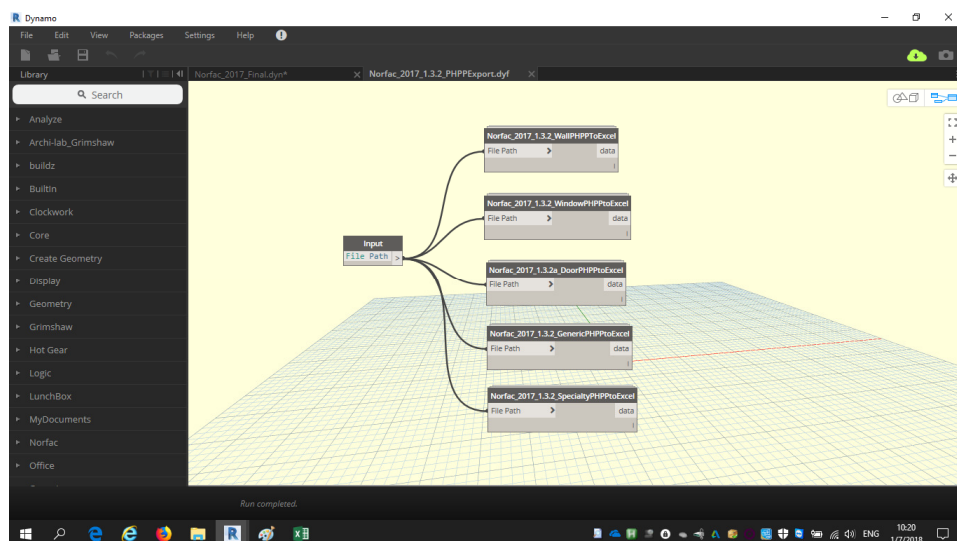 Dynamo
File Edit View Packages Settings Help
Library
Norfac_2017_Final.dyn*
Norfac_2017_1.3.2_PHPPExport.dyf
Search
Analyze
Archi-lab_Grimshaw
buildz
BuiltIn
Clockwork
Core
Create Geometry
Display
Geometry
Grimshaw
Hot Gear
Logic
LunchBox
MyDocuments
Norfac
Office
Input
File Path >
Norfac_2017_1.3.2_WallPHPPToExcel
File Path > data
Norfac_2017_1.3.2_WindowPHPPtoExcel
File Path > data
Norfac_2017_1.3.2a_DoorPHPPtoExcel
File Path > data
Norfac_2017_1.3.2_GenericPHPPtoExcel
File Path > data
Norfac_2017_1.3.2_SpecialtyPHPPtoExcel
File Path > data
Run completed.
ENG
10:20
1/7/2018